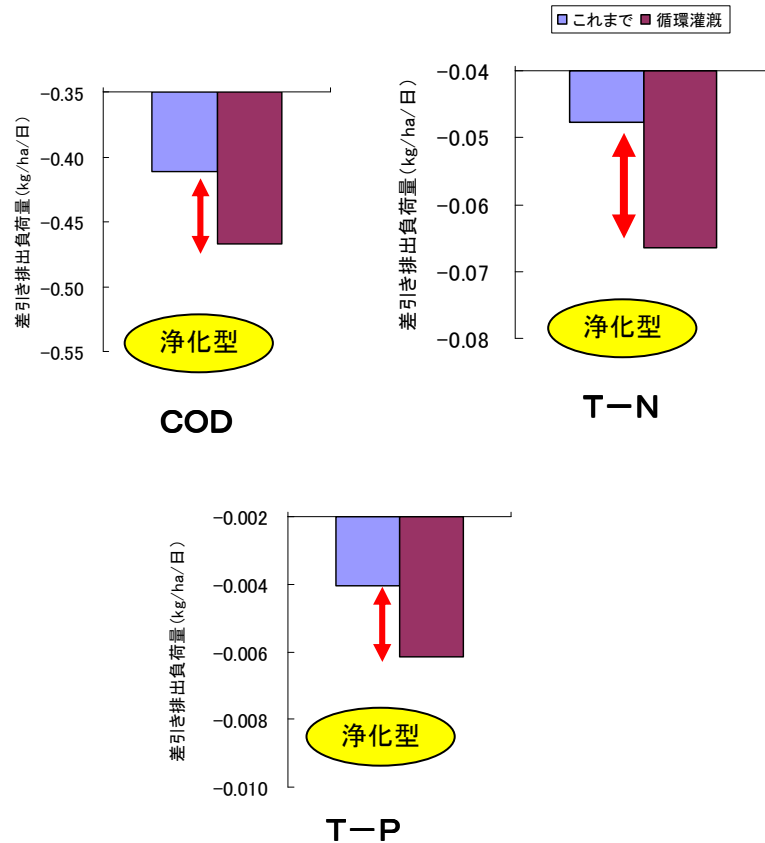 これまで 循環灌漑
差引き排出負荷量(kg/ha/日)
-0.35
-0.40
-0.45
-0.50
-0.55
浄化型
COD
差引き排出負荷量(kg/ha/日)
-0.04
-0.05
-0.06
-0.07
-0.08
浄化型
T-N
差引き排出負荷量(kg/ha/日)
-0.002
-0.004
-0.006
-0.008
-0.010
浄化型
T-P